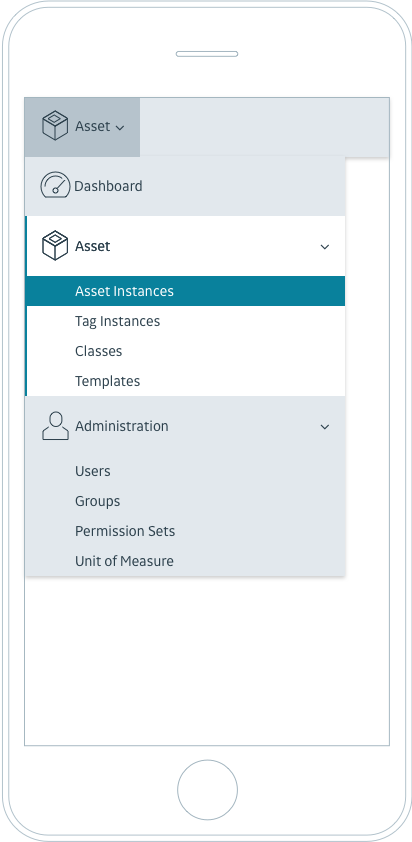 Asset
Dashboard
Asset
Asset Instances
Tag Instances
Classes
Templates
Administration
Users
Groups
Permission Sets
Unit of Measure